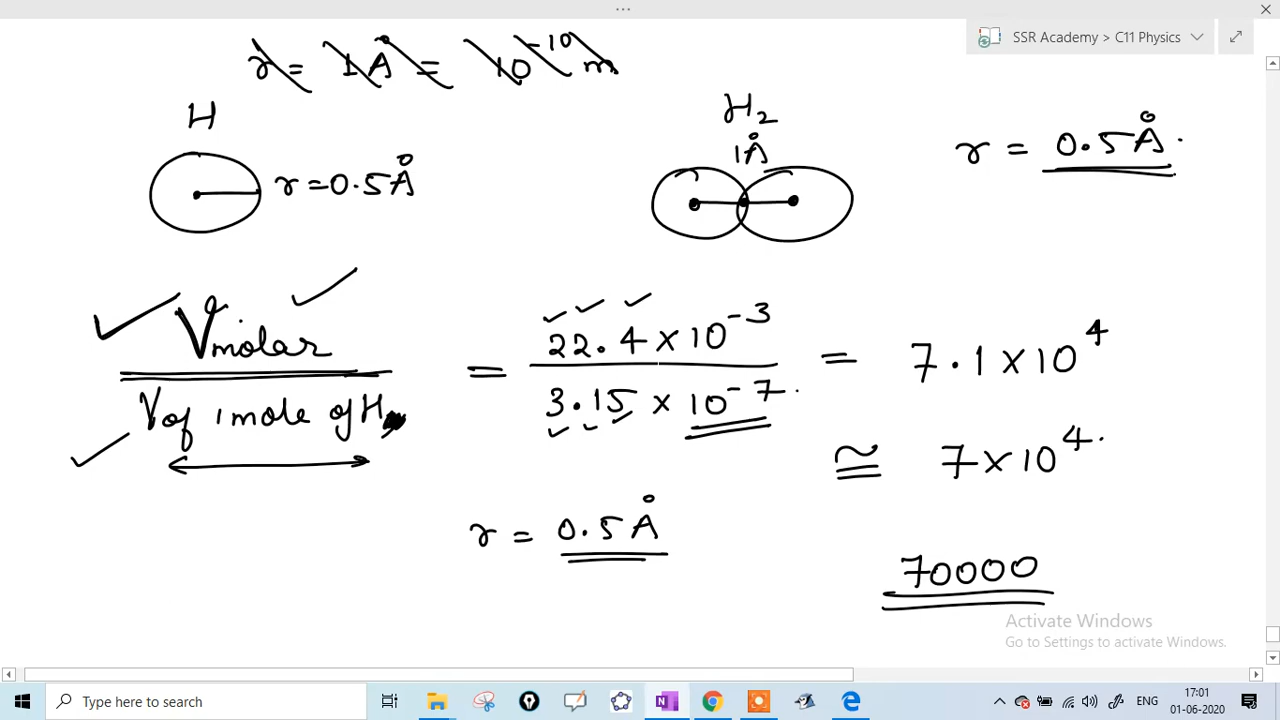 SSR Academy > C11 Physics
r = 1Å = 10⁻¹⁰ m
H
H₂
1Å
r = 0.5Å
r = 0.5Å
Vmolar / V of 1 mole of H = 22.4 × 10⁻³ / 3.15 × 10⁻⁷ = 7.1 × 10⁴
≅ 7 × 10⁴
r = 0.5Å
70000
Activate Windows
Go to Settings to activate Windows.
Type here to search
ENG
17:01
01-06-2020